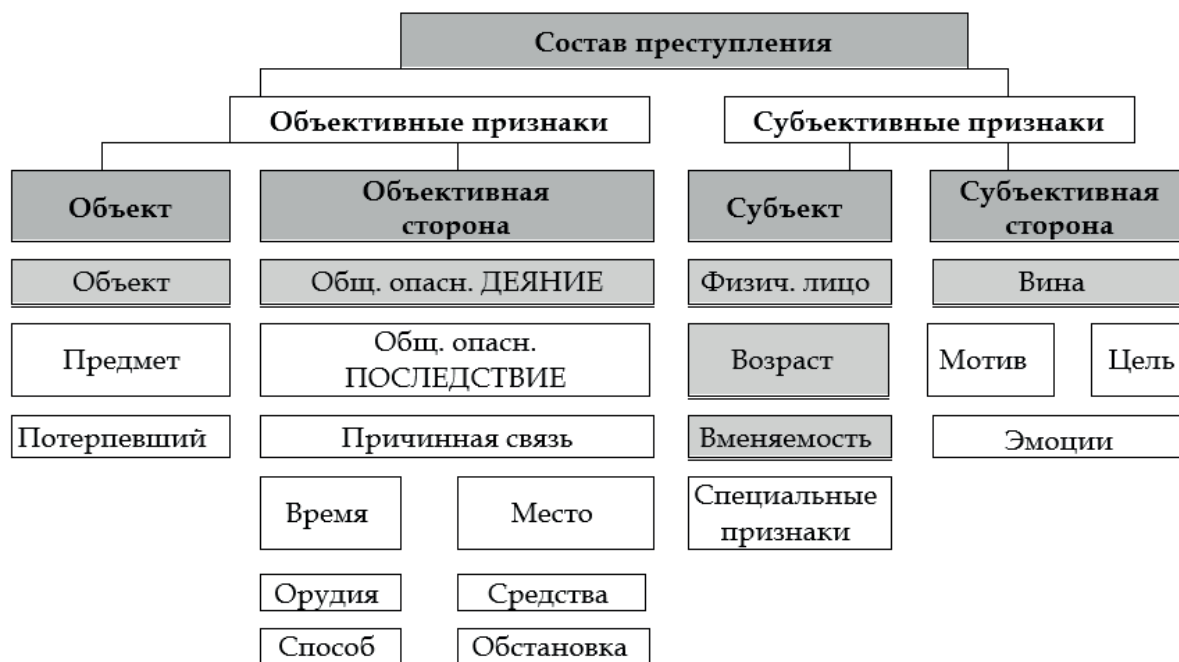 Состав преступления
Объективные признаки
Субъективные признаки
Объект
Объективная
сторона
Субъект
Субъективная
сторона
Объект
Общ. опасн. ДЕЯНИЕ
Физич. лицо
Вина
Предмет
Общ. опасн.
ПОСЛЕДСТВИЕ
Возраст
Мотив
Цель
Потерпевший
Причинная связь
Вменяемость
Эмоции
Время
Место
Специальные
признаки
Орудия
Средства
Способ
Обстановка